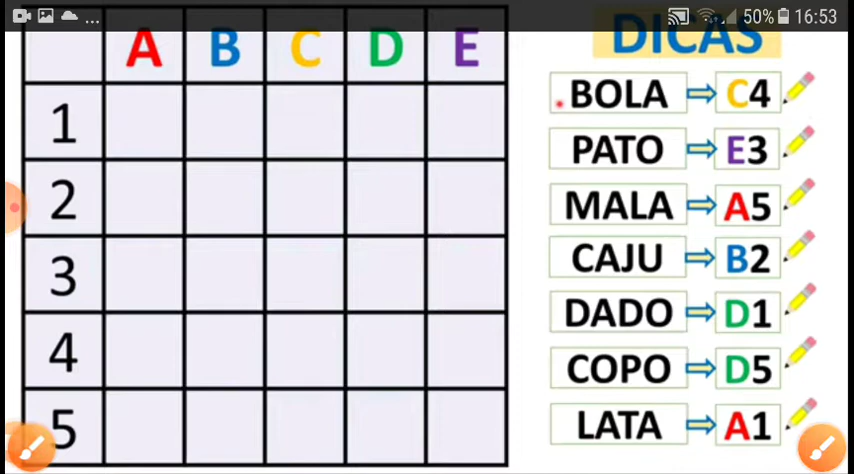 ... 50% 16:53
A B C D E
1
2
3
4
5
DICAS
BOLA C4
PATO E3
MALA A5
CAJU B2
DADO D1
COPO D5
LATA A1